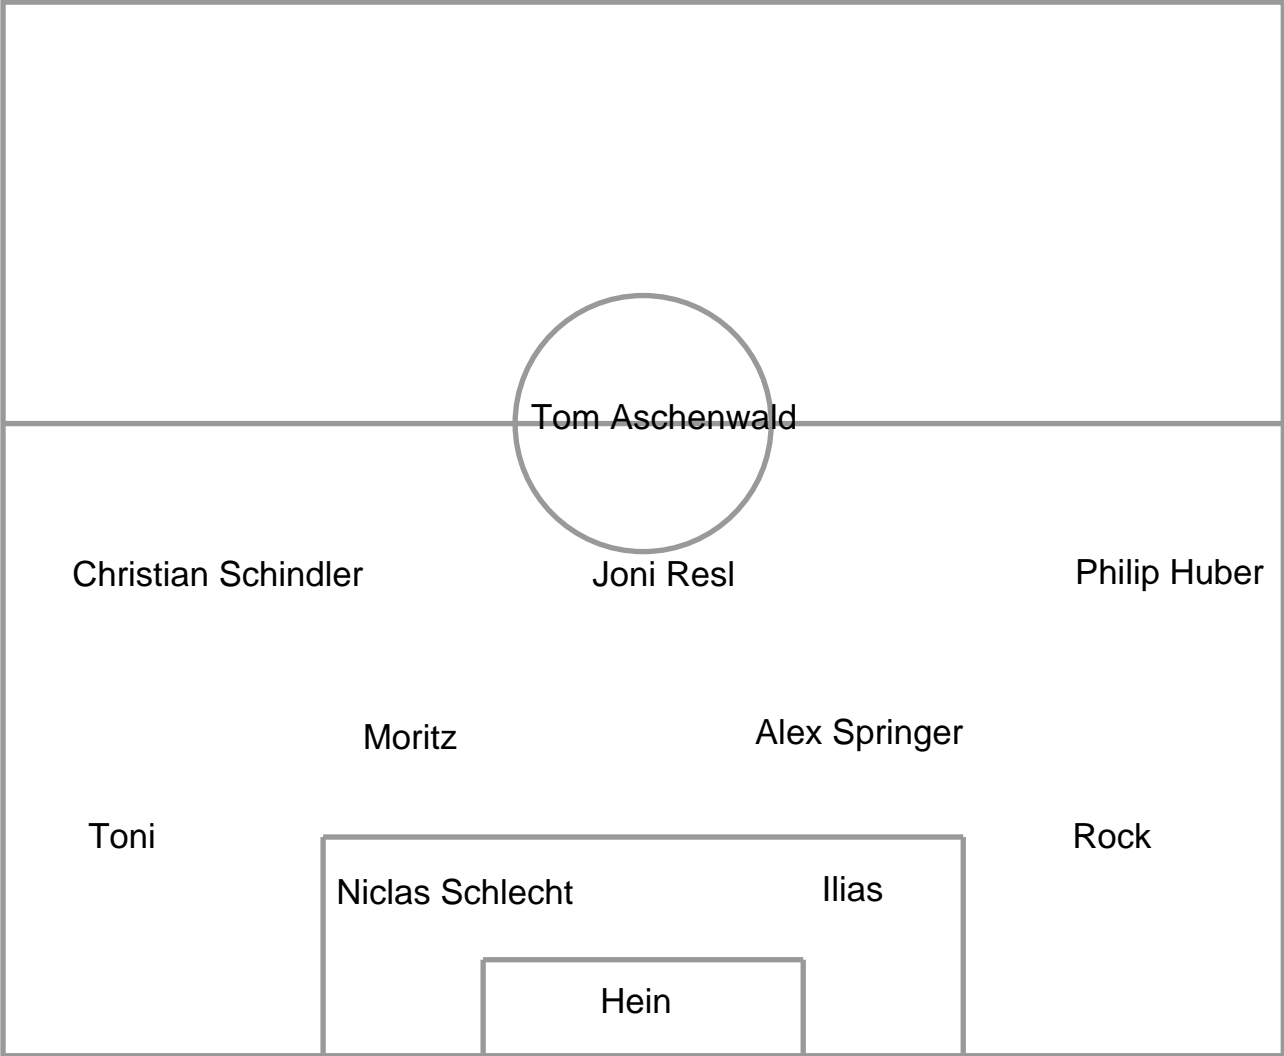 Tom Aschenwald
Christian Schindler
Joni Resl
Philip Huber
Moritz
Alex Springer
Toni
Rock
Niclas Schlecht
Ilias
Hein